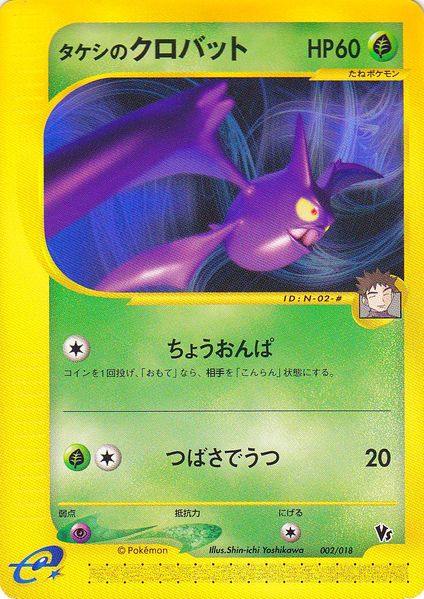 タケシのクロバット HP60
たねポケモン
ID:N-02-#
ちょうおんぱ
コインを1回投げ、「おもて」なら、相手を「こんらん」状態にする。
つばさでうつ 20
弱点 抵抗力 にげる
©Pokémon Illus.Shin-ichi Yoshikawa 002/018
VS
e